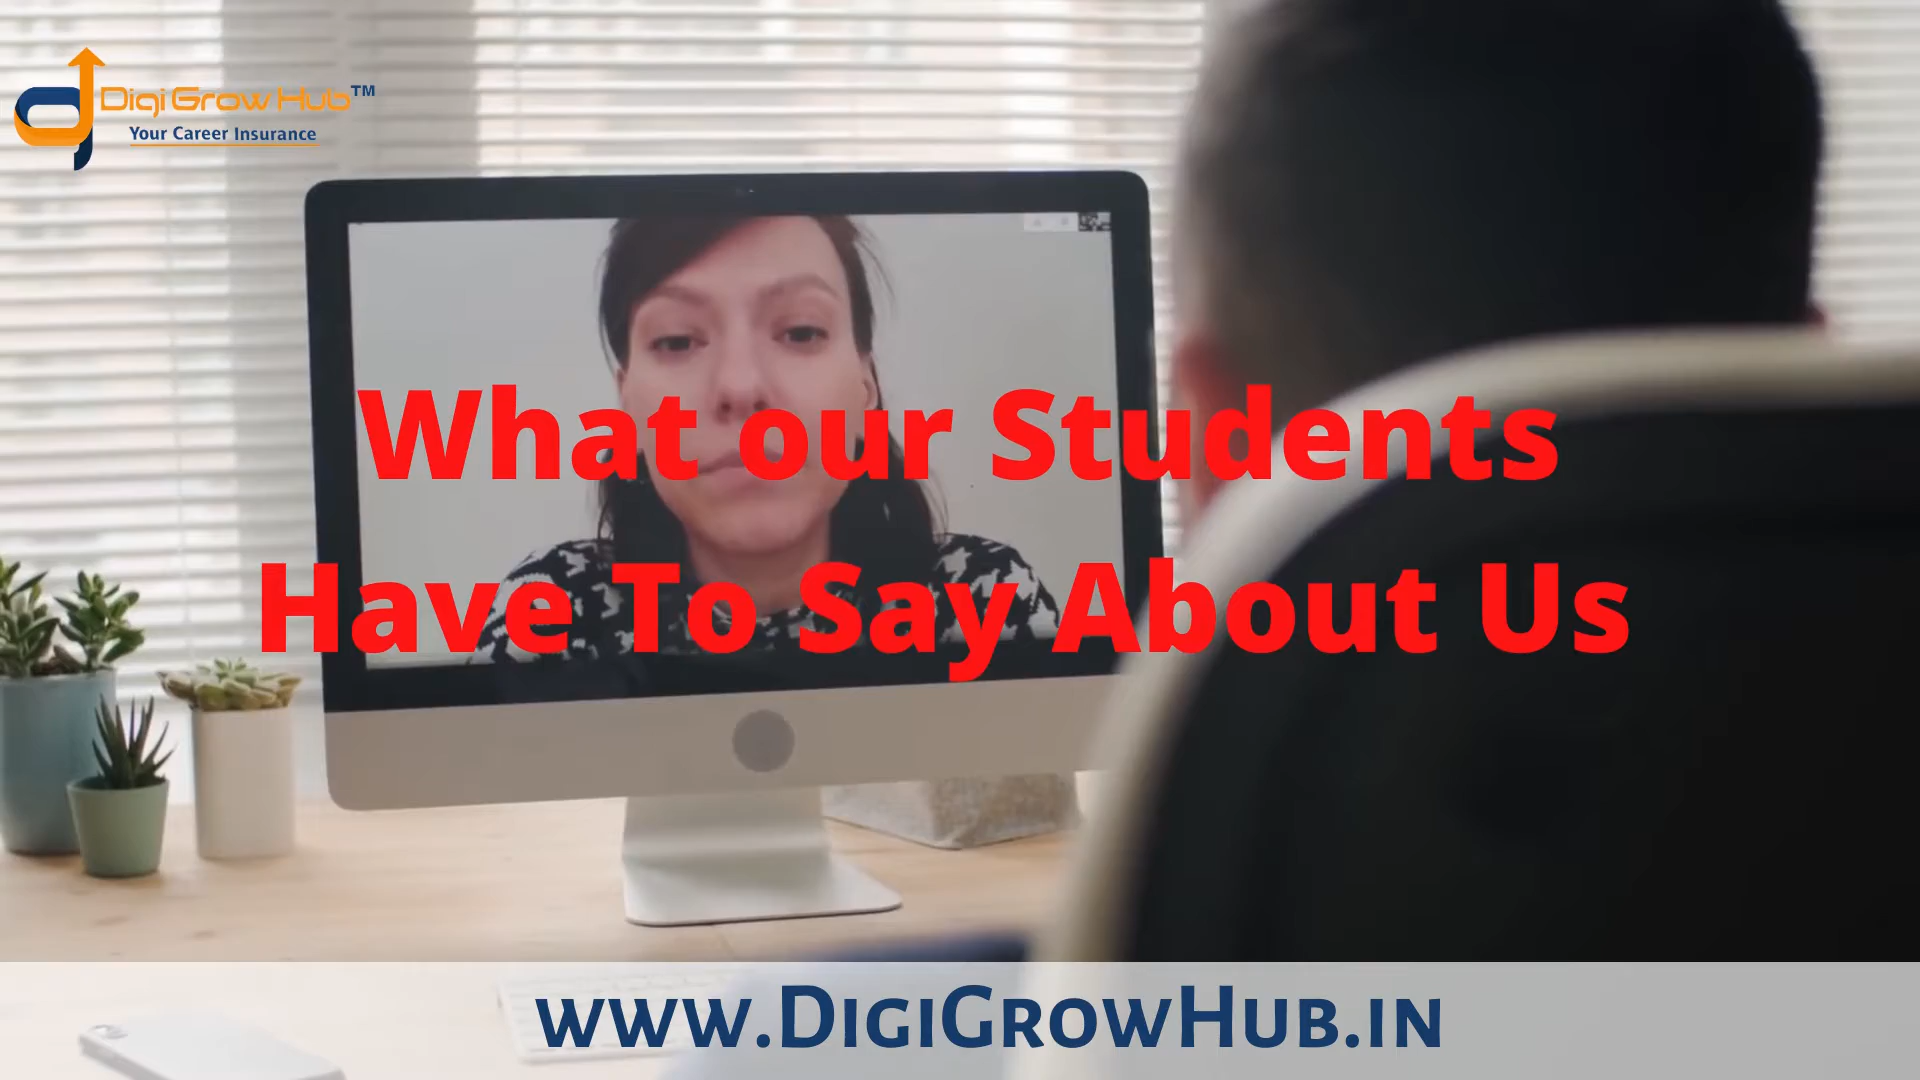 Digi Grow Hub™
Your Career Insurance
What our Students
Have To Say About Us
www.DigiGrowHub.in